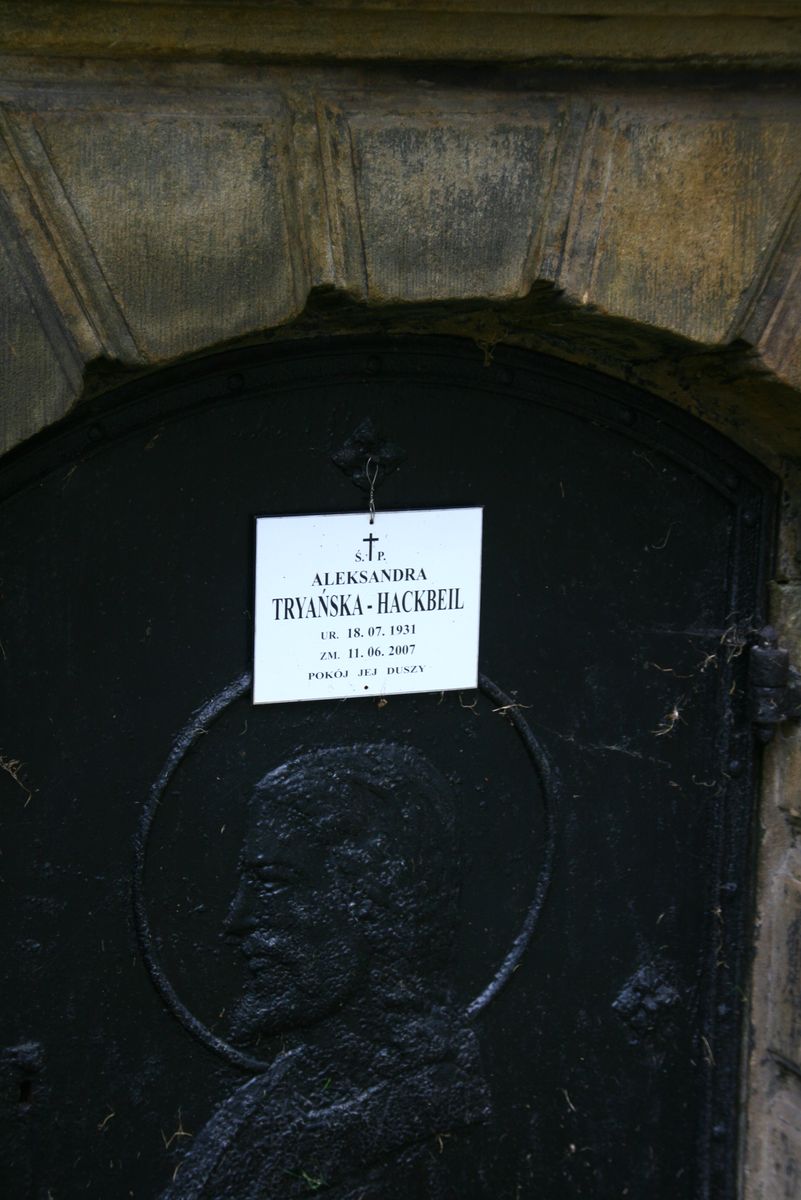 Ś. P.
ALEKSANDRA
TRYAŃSKA - HACKBEIL
UR. 18. 07. 1931
ZM. 11. 06. 2007
POKÓJ JEJ DUSZY